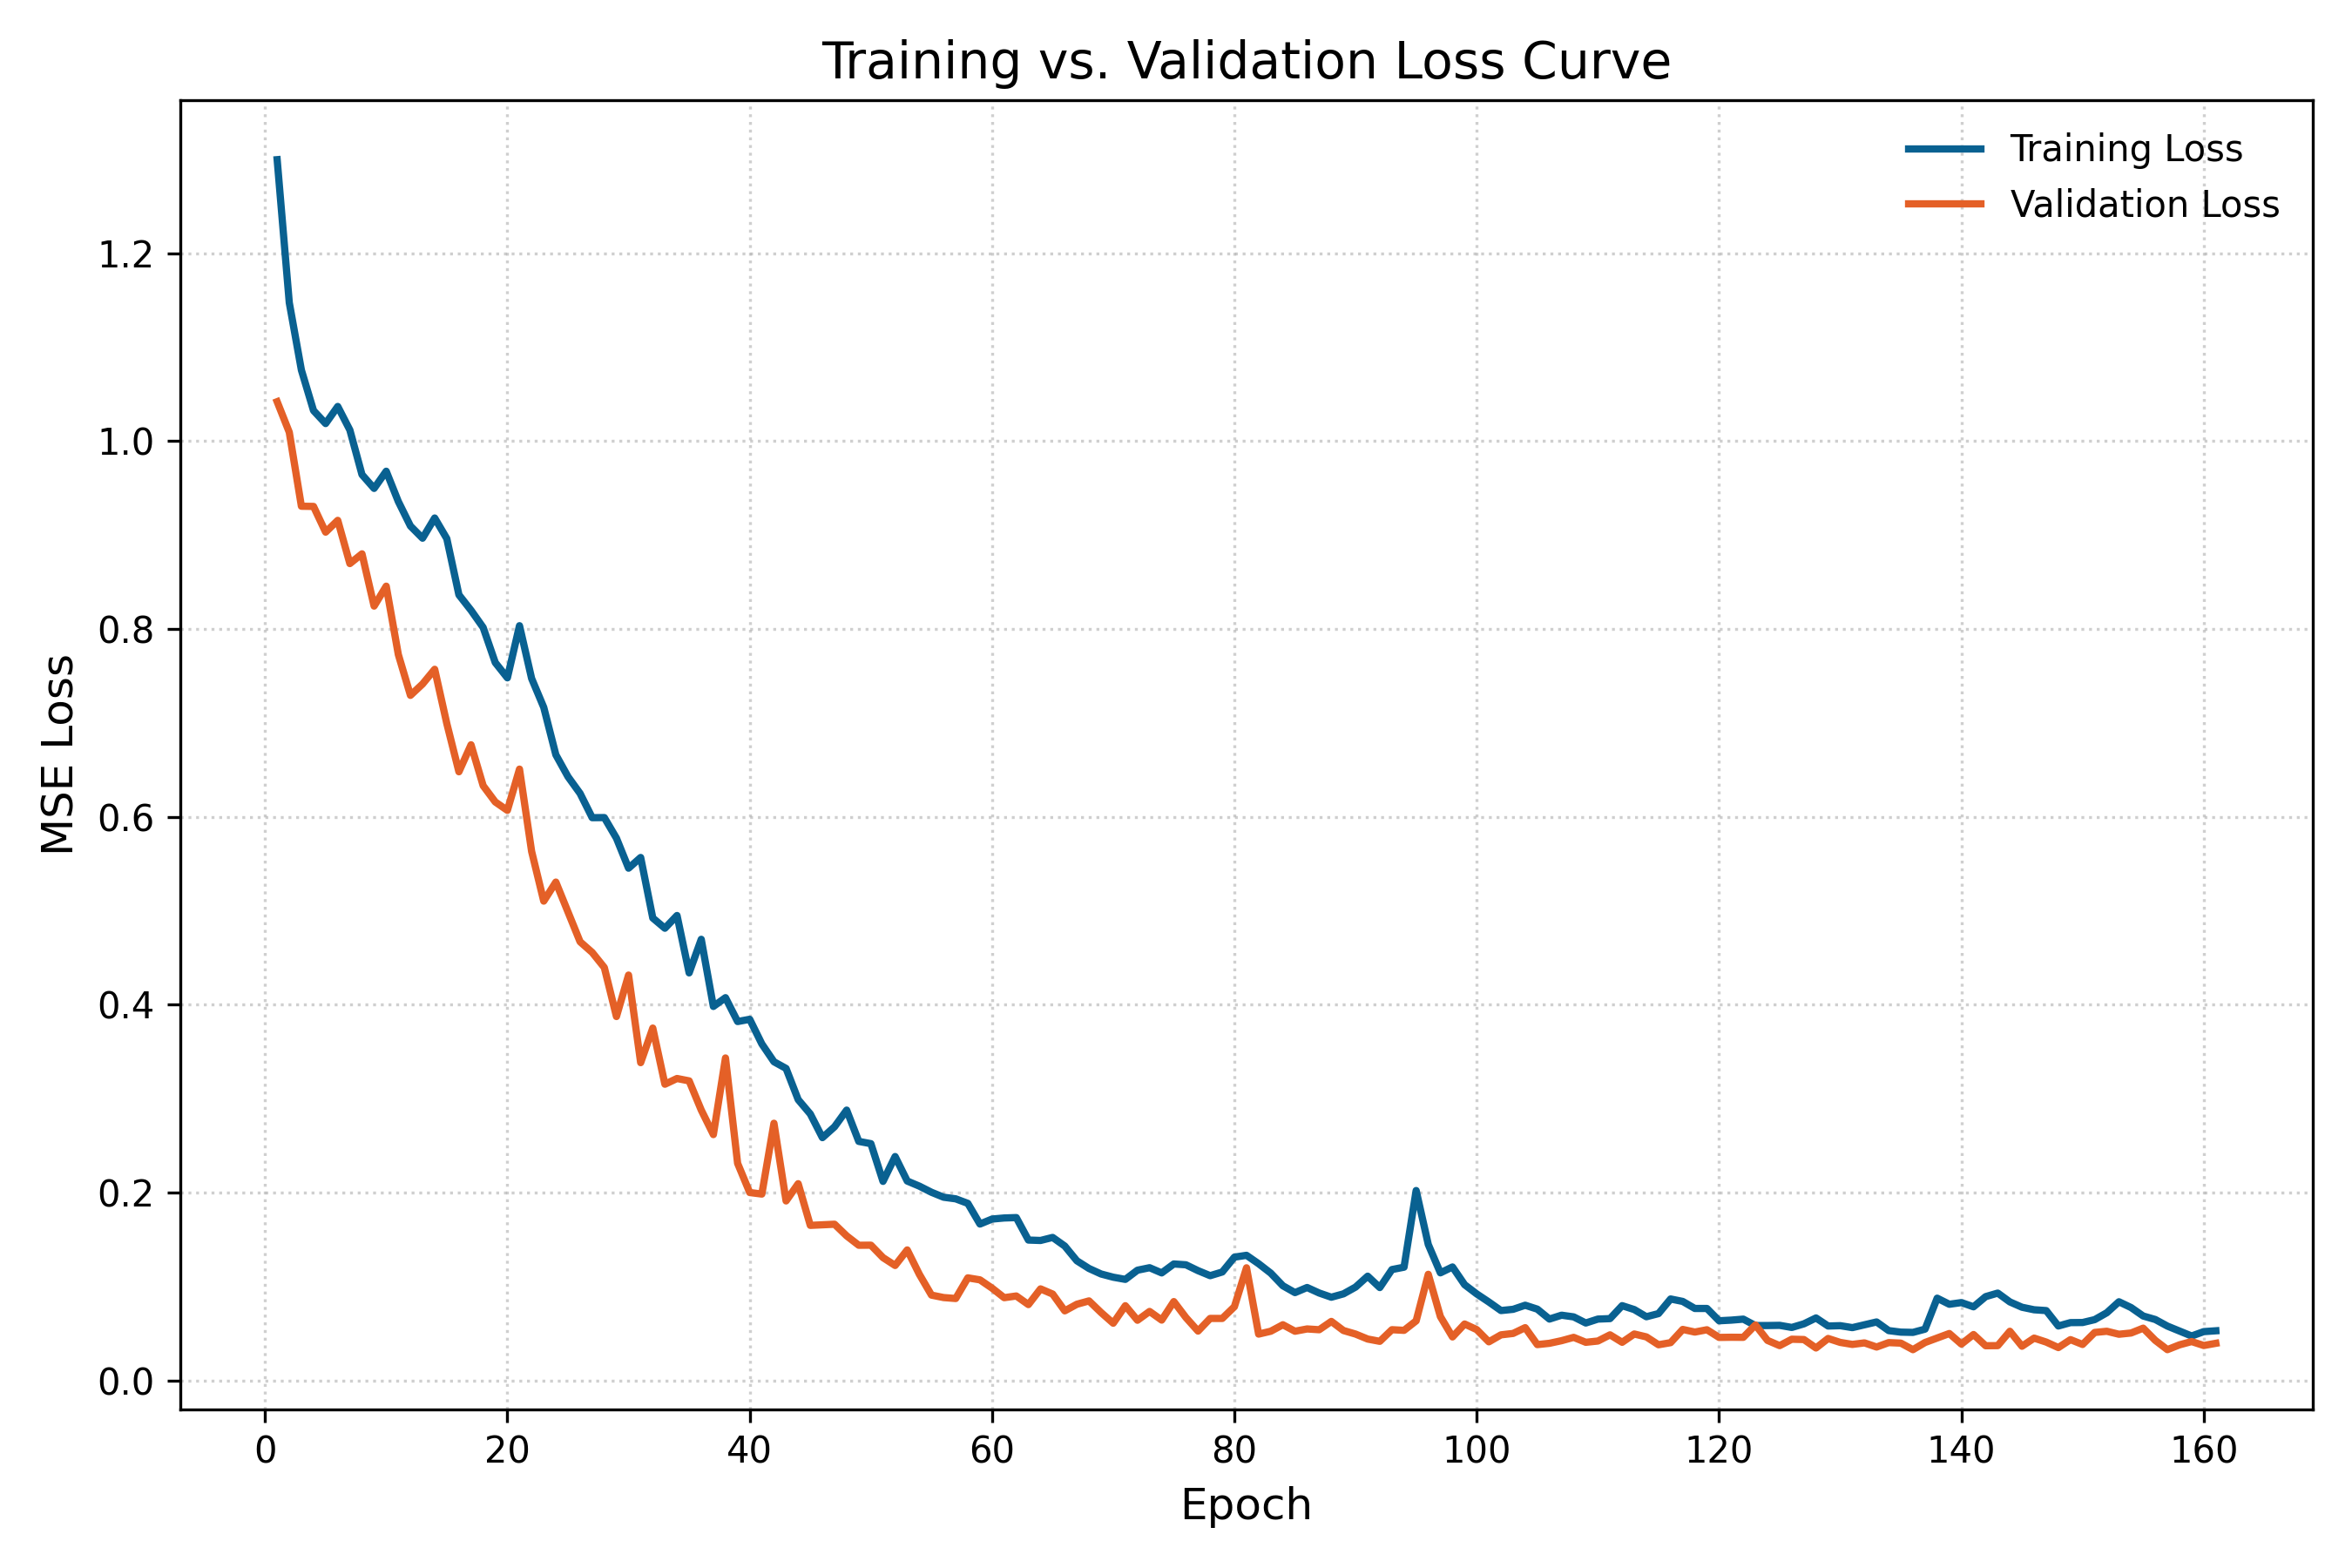 Training vs. Validation Loss Curve
Training Loss
Validation Loss
MSE Loss
1.2
1.0
0.8
0.6
0.4
0.2
0.0
0 20 40 60 80 100 120 140 160
Epoch